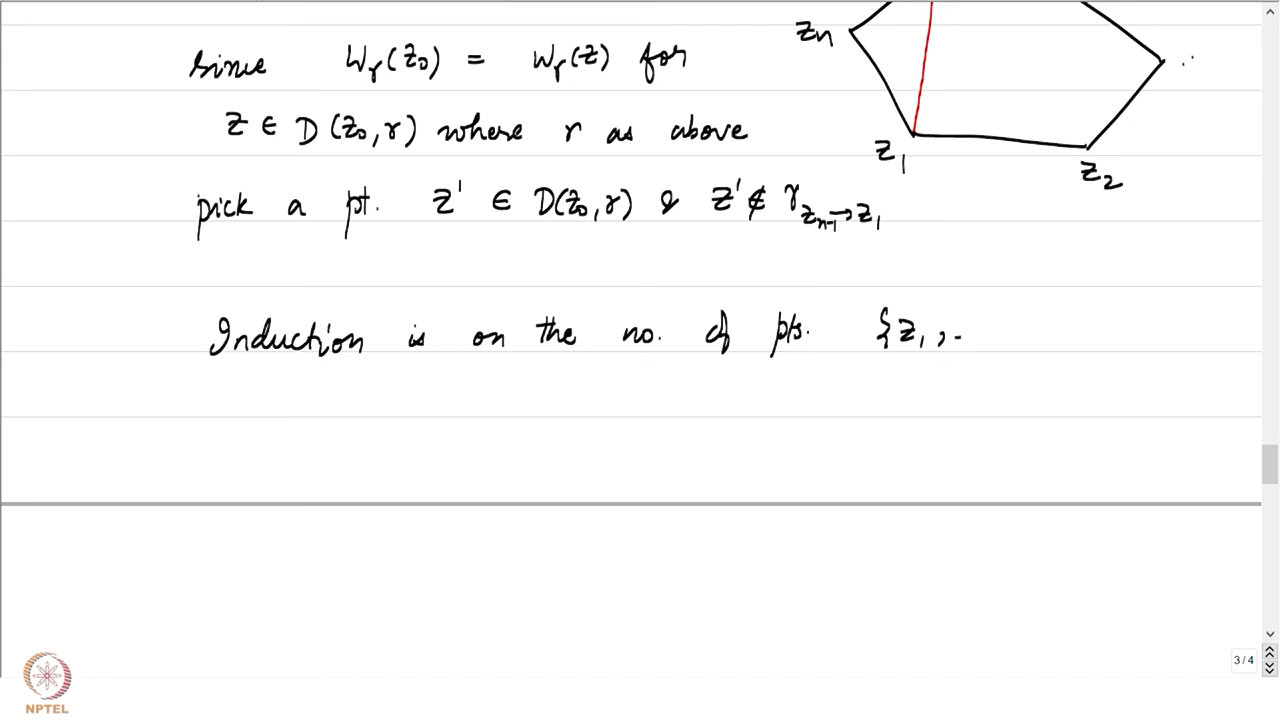 since W_γ(z₀) = W_γ(z) for
z ∈ D(z₀, r) where r as above
pick a pt. z' ∈ D(z₀, r) & z' ∉ γ_{z_{n-1}→z₁}
Induction is on the no. of pts. {z₁, ..
zₙ
z₁
z₂
3 / 4
NPTEL